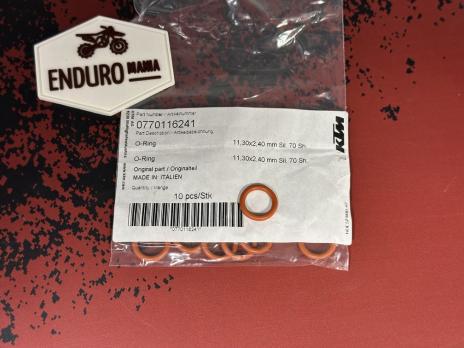 ENDURO MANIA
Part Number / Artikelnummer
0770116241
Part Description / Artikelbezeichnung
O-Ring 11,30x2,40 mm Sil. 70 Sh.
O-Ring 11,30x2,40 mm Sil. 70 Sh.
Original part / Originalteil
MADE IN ITALIEN
Quantity / Menge
10 pcs/Stk
*0770116241*
KTM